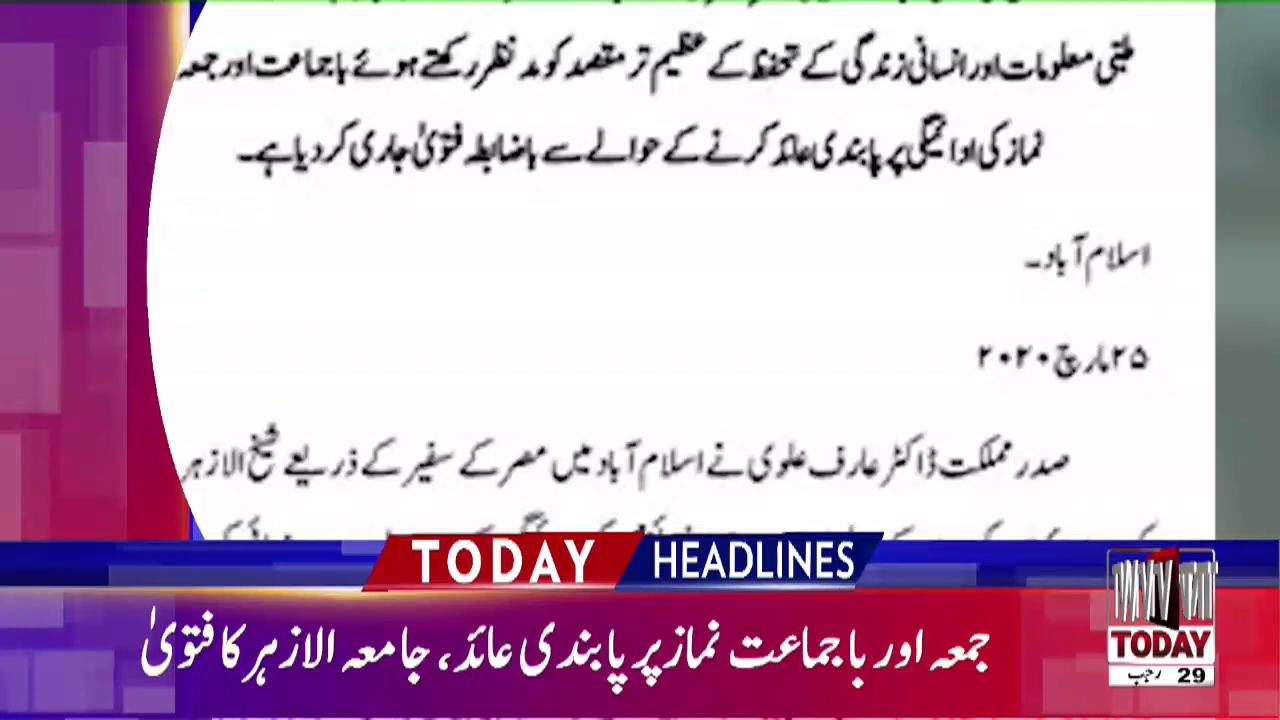 طبّی معلومات اور انسانی زندگی کے تحفظ کے عظیم تر مقصد کو مدنظر رکھتے ہوئے باجماعت اور جمعہ
نماز کی ادائیگی پر پابندی عائد کرنے کے حوالے سے باضابطہ فتویٰ جاری کر دیا ہے۔
اسلام آباد۔
۲۵ مارچ ۲۰۲۰
صدر مملکت ڈاکٹر عارف علوی نے اسلام آباد میں مصر کے سفیر کے ذریعے شیخ الازہر
TODAY HEADLINES
جمعہ اور باجماعت نماز پر پابندی عائد، جامعہ الازہر کا فتویٰ
TODAY
29 رجب